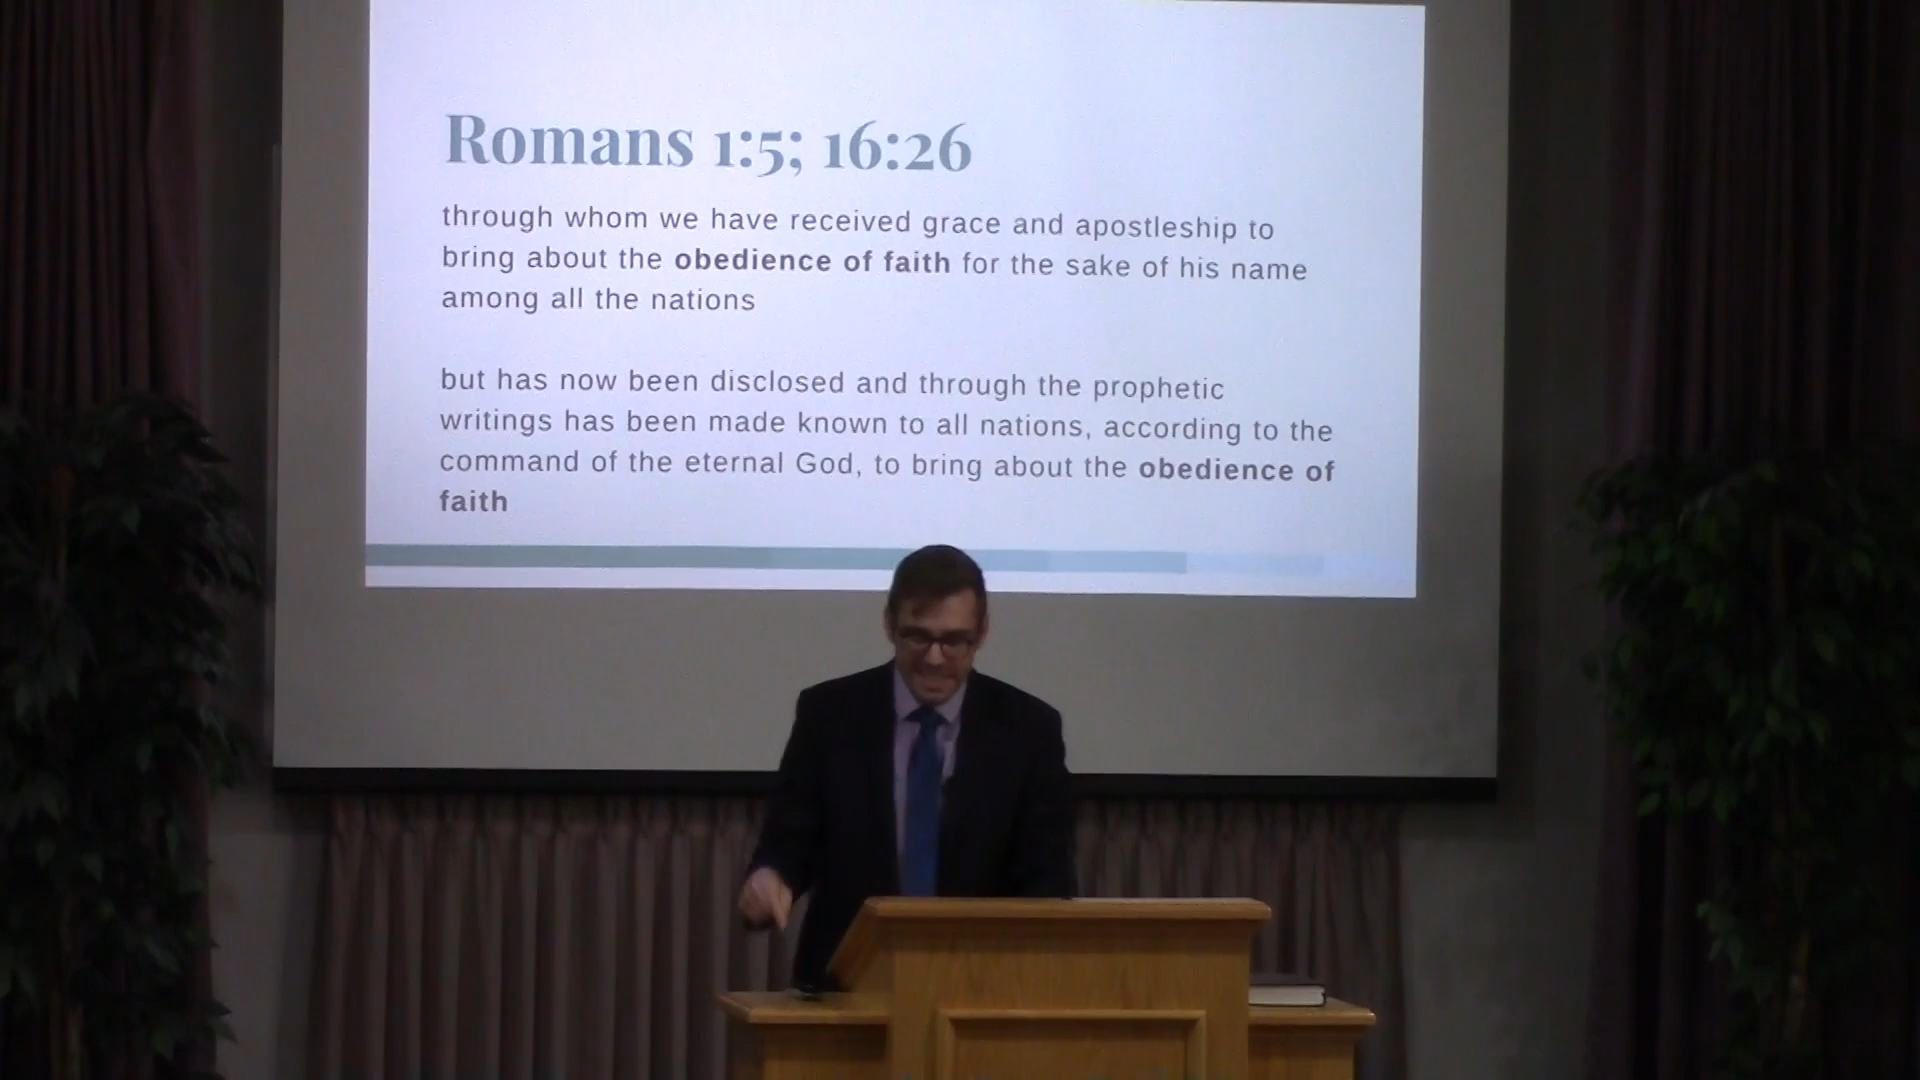 Romans 1:5; 16:26
through whom we have received grace and apostleship to
bring about the obedience of faith for the sake of his name
among all the nations
but has now been disclosed and through the prophetic
writings has been made known to all nations, according to the
command of the eternal God, to bring about the obedience of
faith